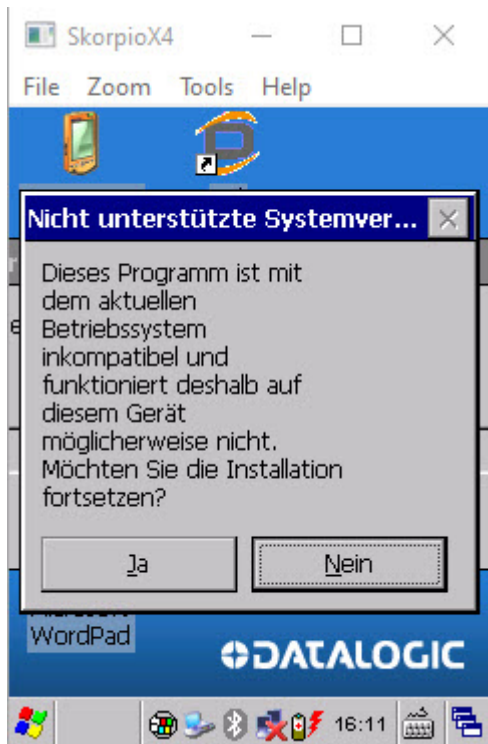 SkorpioX4
File Zoom Tools Help
Nicht unterstützte Systemver...
Dieses Programm ist mit
dem aktuellen
Betriebssystem
inkompatibel und
funktioniert deshalb auf
diesem Gerät
möglicherweise nicht.
Möchten Sie die Installation
fortsetzen?
Ja Nein
WordPad
DATALOGIC
16:11